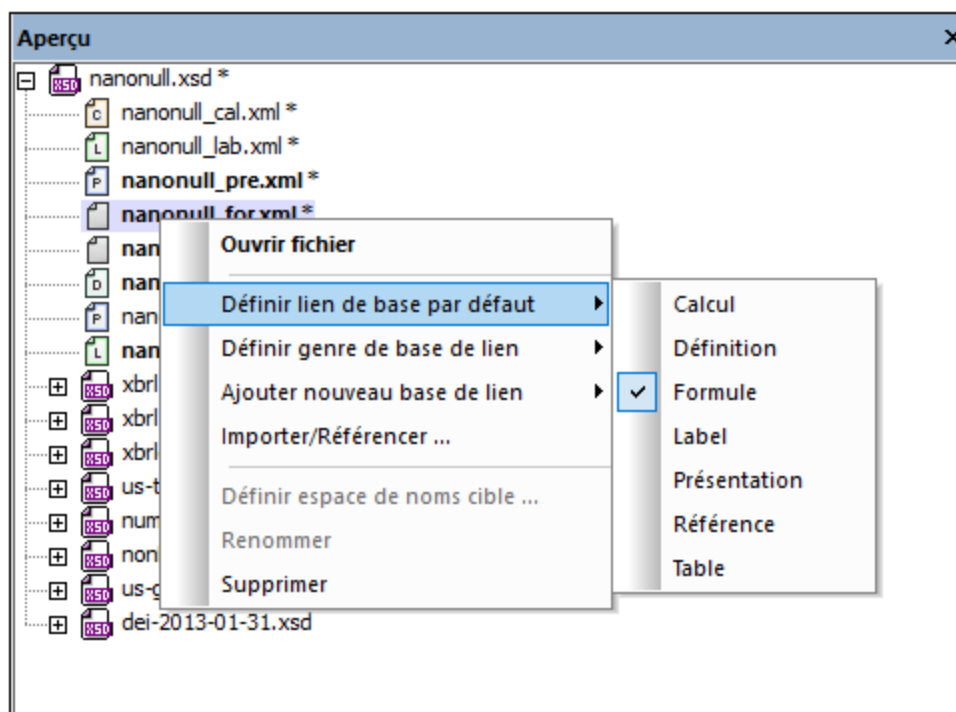 Aperçu
nanonull.xsd *
nanonull_cal.xml *
nanonull_lab.xml *
nanonull_pre.xml *
nanonull_for.xml *
nan
nan
nan
nan
xbrl
xbrl
xbrl
us-t
num
non
us-g
dei-2013-01-31.xsd
Ouvrir fichier
Définir lien de base par défaut
Définir genre de base de lien
Ajouter nouveau base de lien
Importer/Référencer ...
Définir espace de noms cible ...
Renommer
Supprimer
Calcul
Définition
Formule
Label
Présentation
Référence
Table